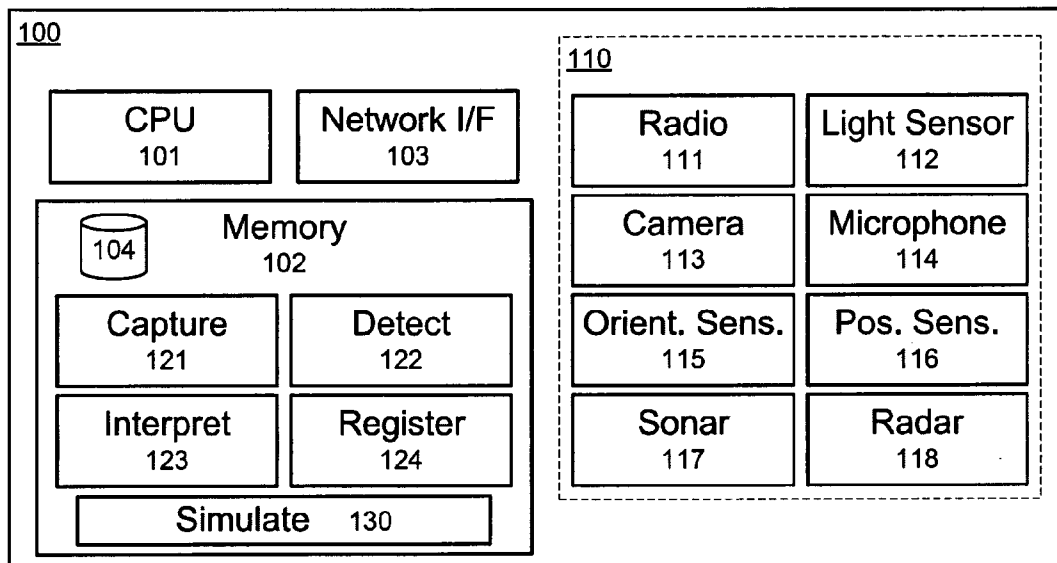 100
110
CPU
101
Network I/F
103
Radio
111
Light Sensor
112
104
Memory
102
Camera
113
Microphone
114
Capture
121
Detect
122
Orient. Sens.
115
Pos. Sens.
116
Interpret
123
Register
124
Sonar
117
Radar
118
Simulate 130